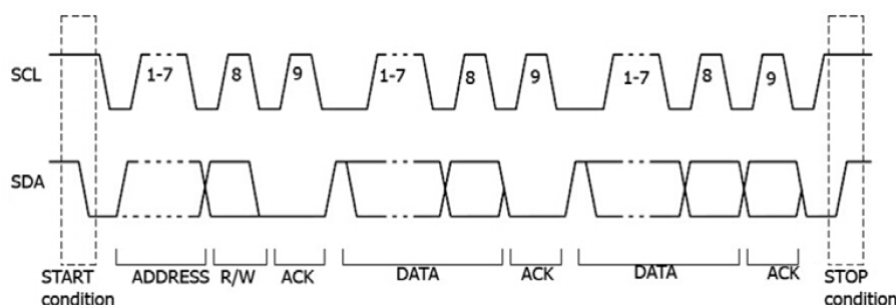 SCL
1-7
8
9
1-7
8
9
1-7
8
9
SDA
START
condition
ADDRESS
R/W
ACK
DATA
ACK
DATA
ACK
STOP
condition